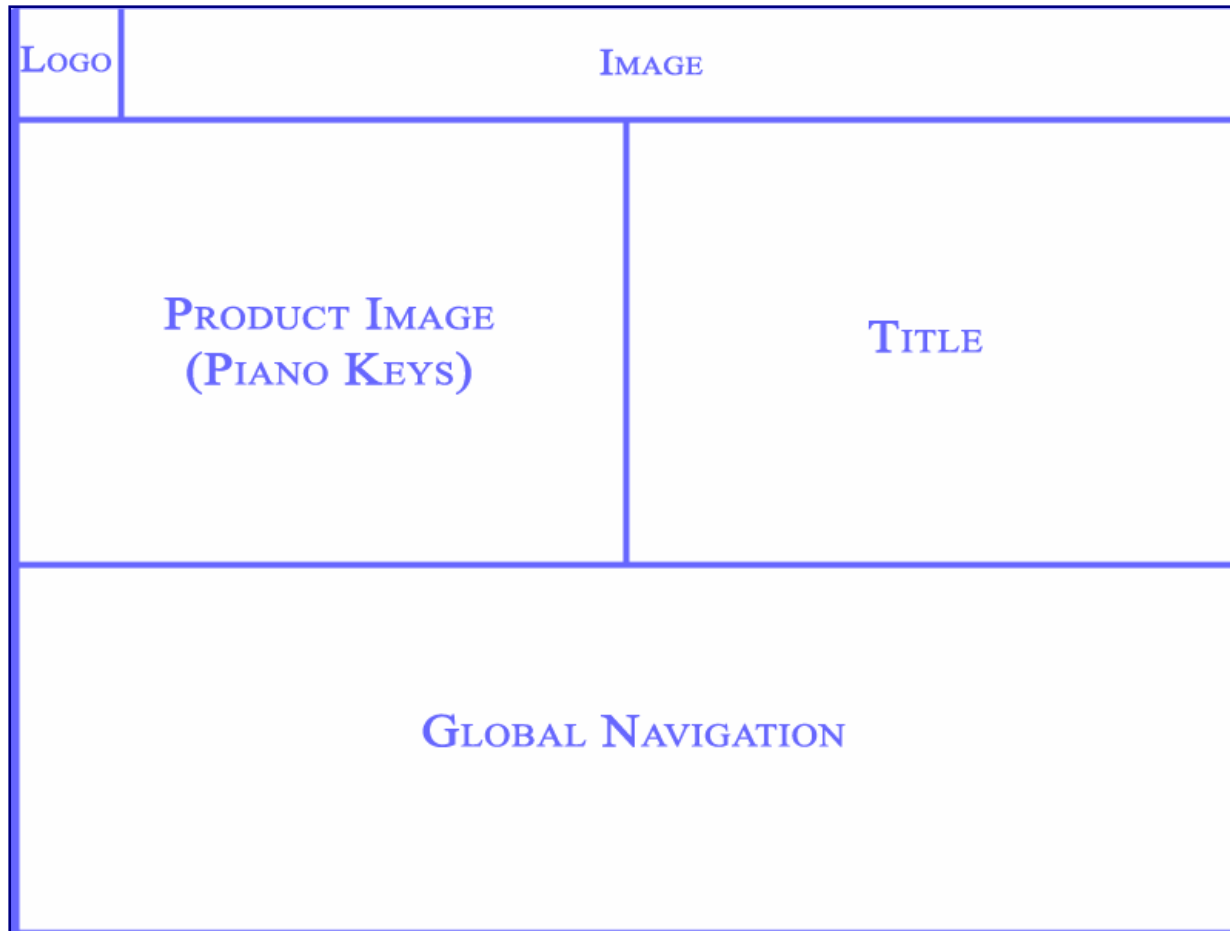 Logo
Image
Product Image
(Piano Keys)
Title
Global Navigation